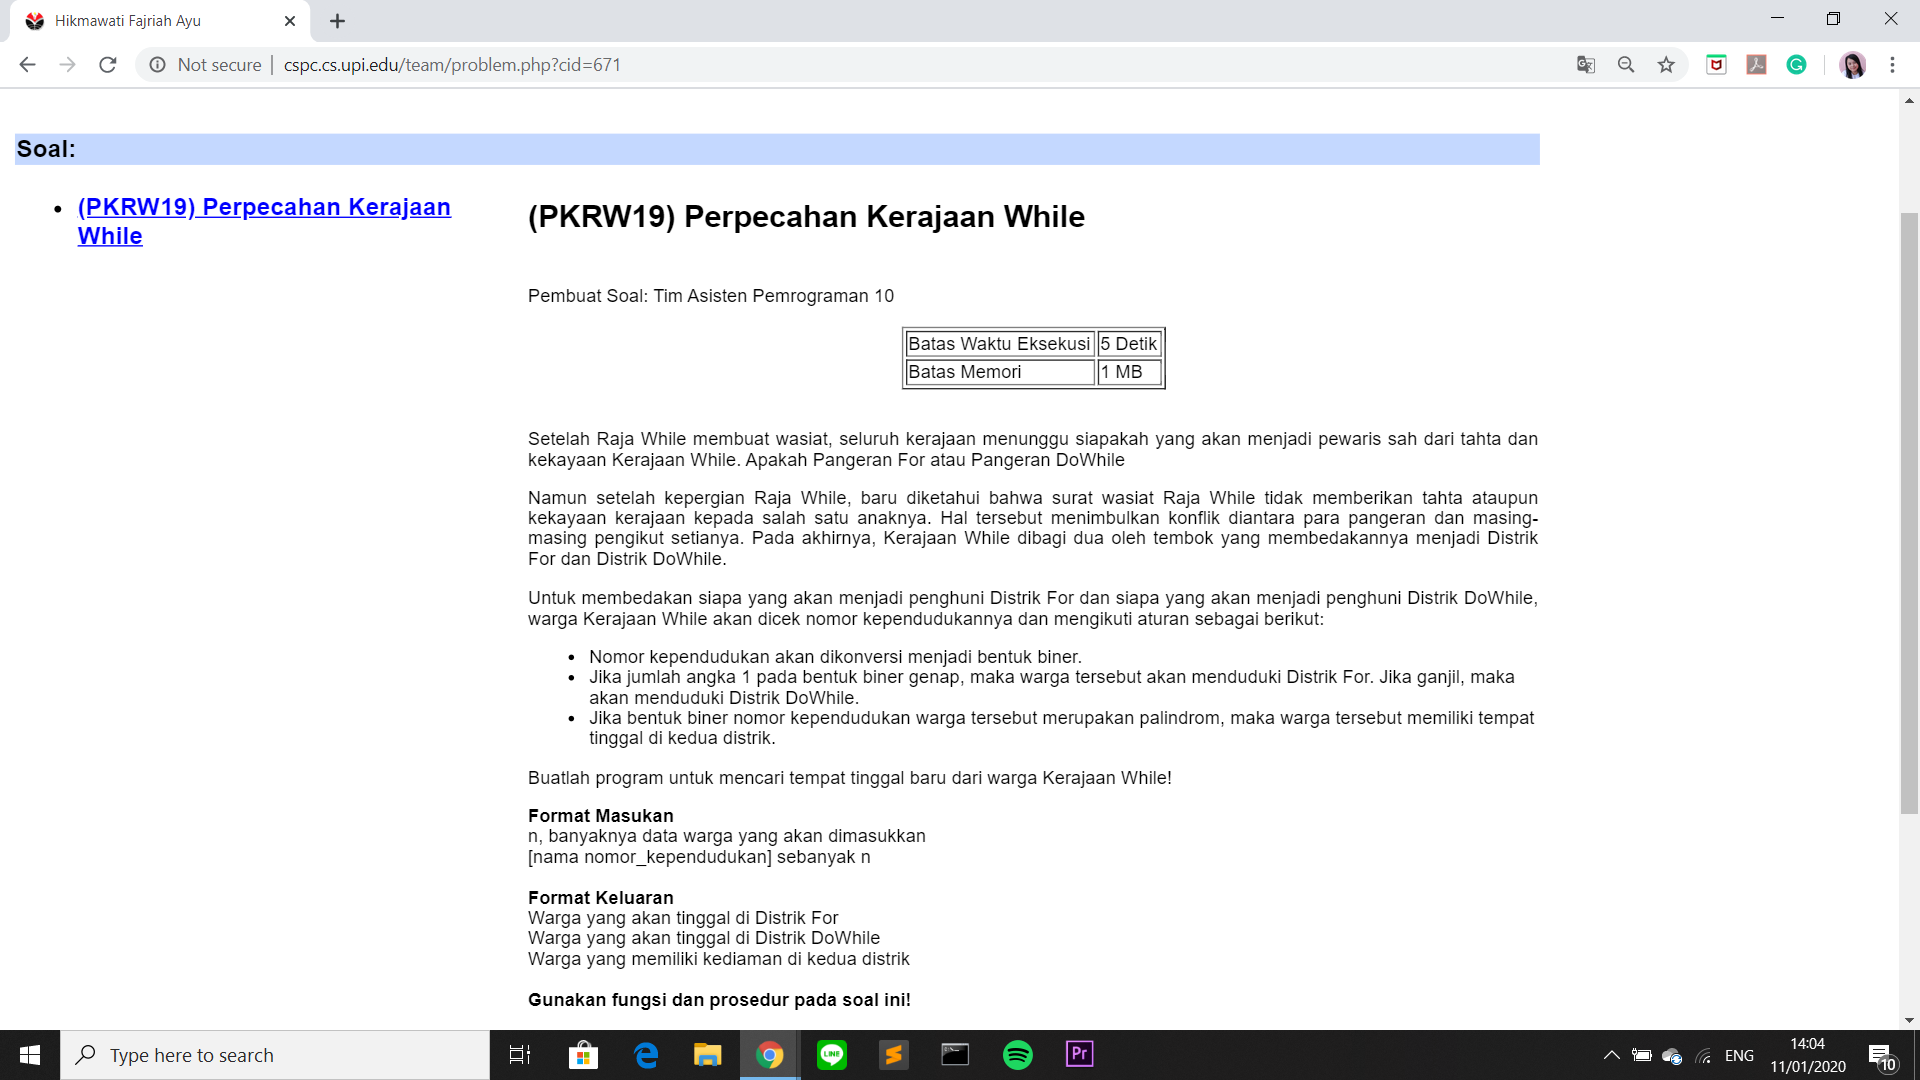 Hikmawati Fajriah Ayu
Not secure | cspc.cs.upi.edu/team/problem.php?cid=671
Soal:
(PKRW19) Perpecahan Kerajaan
While
(PKRW19) Perpecahan Kerajaan While
Pembuat Soal: Tim Asisten Pemrograman 10
Batas Waktu Eksekusi 5 Detik
Batas Memori 1 MB
Setelah Raja While membuat wasiat, seluruh kerajaan menunggu siapakah yang akan menjadi pewaris sah dari tahta dan
kekayaan Kerajaan While. Apakah Pangeran For atau Pangeran DoWhile
Namun setelah kepergian Raja While, baru diketahui bahwa surat wasiat Raja While tidak memberikan tahta ataupun
kekayaan kerajaan kepada salah satu anaknya. Hal tersebut menimbulkan konflik diantara para pangeran dan masing-
masing pengikut setianya. Pada akhirnya, Kerajaan While dibagi dua oleh tembok yang membedakannya menjadi Distrik
For dan Distrik DoWhile.
Untuk membedakan siapa yang akan menjadi penghuni Distrik For dan siapa yang akan menjadi penghuni Distrik DoWhile,
warga Kerajaan While akan dicek nomor kependudukannya dan mengikuti aturan sebagai berikut:
Nomor kependudukan akan dikonversi menjadi bentuk biner.
Jika jumlah angka 1 pada bentuk biner genap, maka warga tersebut akan menduduki Distrik For. Jika ganjil, maka
akan menduduki Distrik DoWhile.
Jika bentuk biner nomor kependudukan warga tersebut merupakan palindrom, maka warga tersebut memiliki tempat
tinggal di kedua distrik.
Buatlah program untuk mencari tempat tinggal baru dari warga Kerajaan While!
Format Masukan
n, banyaknya data warga yang akan dimasukkan
[nama nomor_kependudukan] sebanyak n
Format Keluaran
Warga yang akan tinggal di Distrik For
Warga yang akan tinggal di Distrik DoWhile
Warga yang memiliki kediaman di kedua distrik
Gunakan fungsi dan prosedur pada soal ini!
Type here to search
LINE
Pr
ENG
14:04
11/01/2020
10